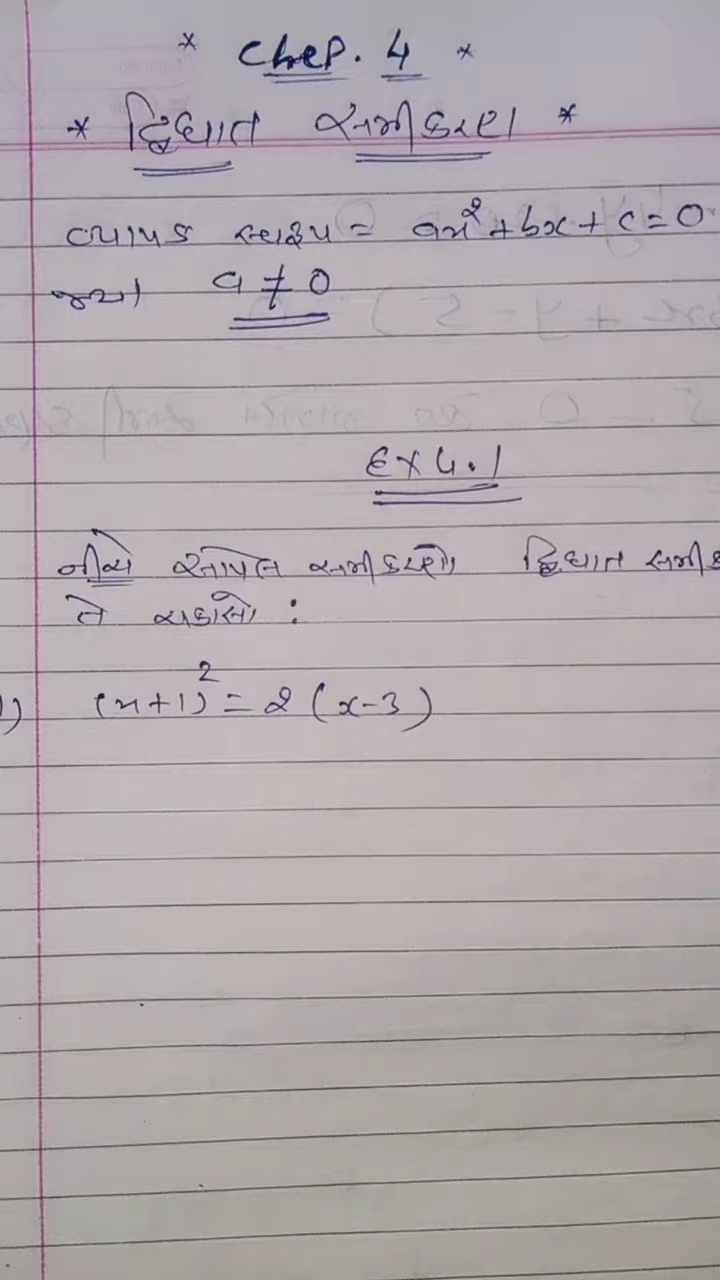 * Chep. 4 *
* દ્વિઘાત સમીકરણ *
વ્યાપક સ્વરૂપ = ax² + bx + c = 0
જ્યાં a ≠ 0
Ex 4.1
નીચે આપેલ સમીકરણો દ્વિઘાત
તે ચકાસો :
1) (x+1)² = 2 (x-3)